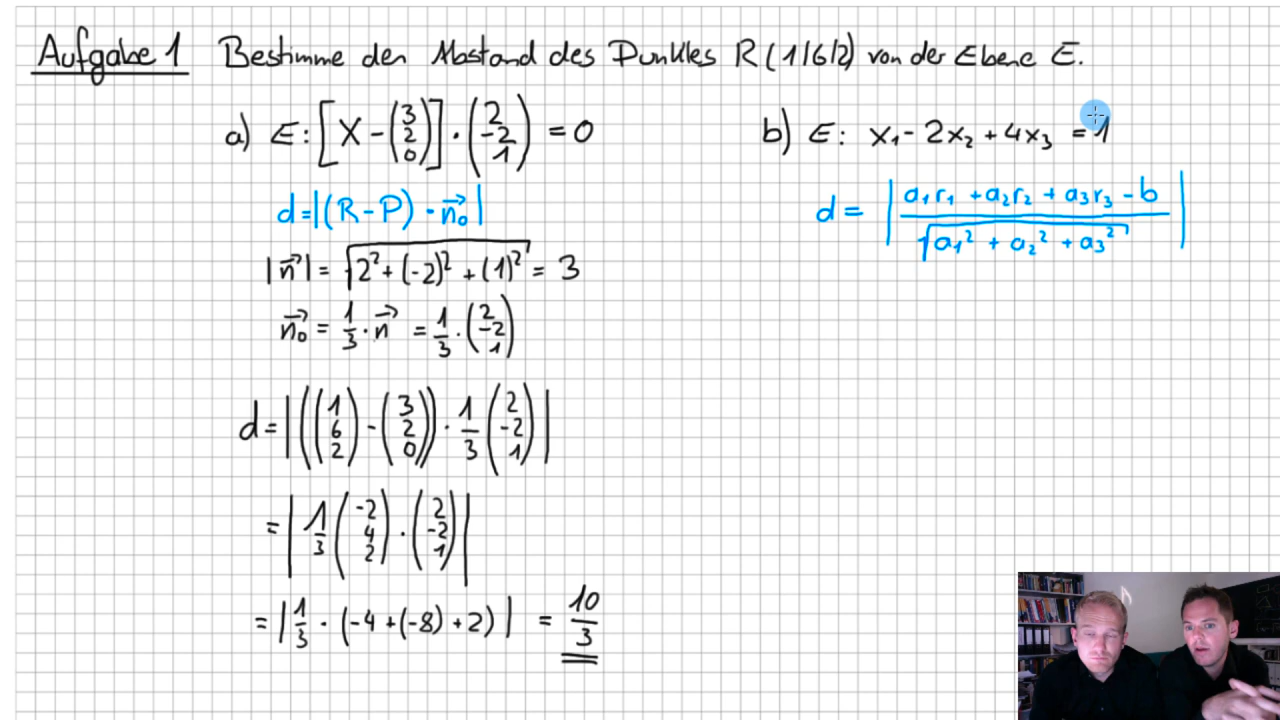 Aufgabe 1 Bestimme den Abstand des Punktes R (1/6/2) von der Ebene E.
a) E: [X - (3 2 0)] · (2 -2 1) = 0
d = |(R - P) · n₀⃗|
|n⃗| = √(2² + (-2)² + (1)²) = 3
n₀⃗ = 1/3 · n⃗ = 1/3 · (2 -2 1)
d = |((1 6 2) - (3 2 0)) · 1/3 (2 -2 1)|
= |1/3 (-2 4 2) · (2 -2 1)|
= |1/3 · (-4 + (-8) + 2)| = 10/3
b) E: x₁ - 2x₂ + 4x₃ = 1
d = |(a₁r₁ + a₂r₂ + a₃r₃ - b) / √(a₁² + a₂² + a₃²)|